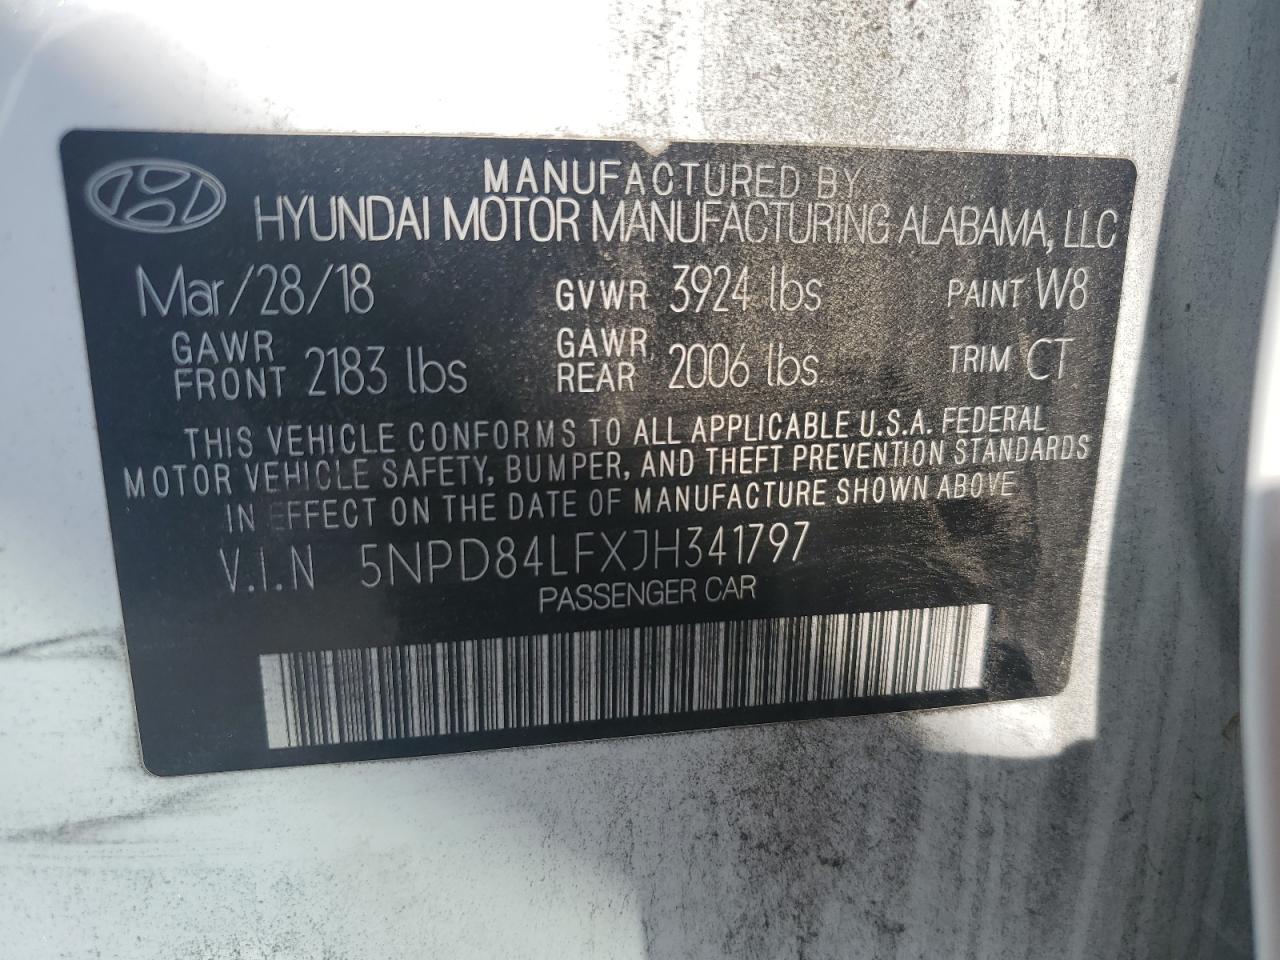 MANUFACTURED BY
HYUNDAI MOTOR MANUFACTURING ALABAMA, LLC
Mar/28/18 GVWR 3924 lbs PAINT W8
GAWR FRONT 2183 lbs GAWR REAR 2006 lbs TRIM CT
THIS VEHICLE CONFORMS TO ALL APPLICABLE U.S.A. FEDERAL
MOTOR VEHICLE SAFETY, BUMPER, AND THEFT PREVENTION STANDARDS
IN EFFECT ON THE DATE OF MANUFACTURE SHOWN ABOVE
V.I.N 5NPD84LFXJH341797
PASSENGER CAR